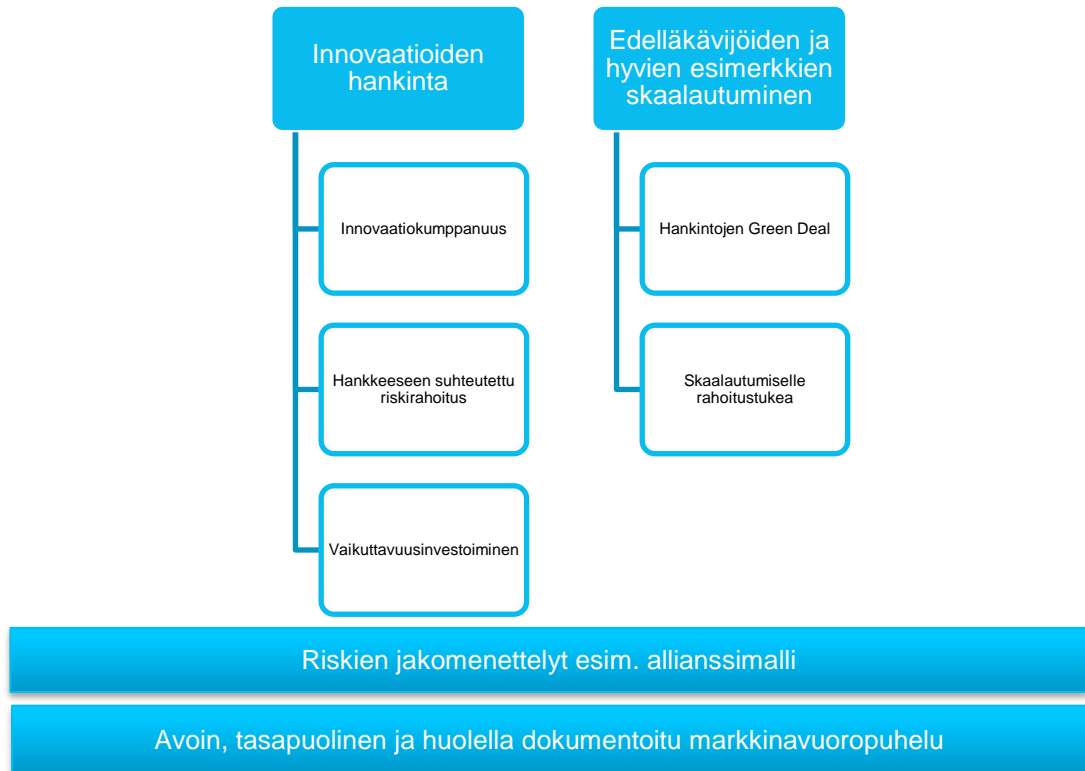 Innovaatioiden
hankinta
Innovaatiokumppanuus
Hankkeeseen suhteutettu
riskirahoitus
Vaikuttavuusinvestoiminen
Edelläkävijöiden ja
hyvien esimerkkien
skaalautuminen
Hankintojen Green Deal
Skaalautumiselle
rahoitustukea
Riskien jakomenettelyt esim. allianssimalli
Avoin, tasapuolinen ja huolella dokumentoitu markkinavuoropuhelu